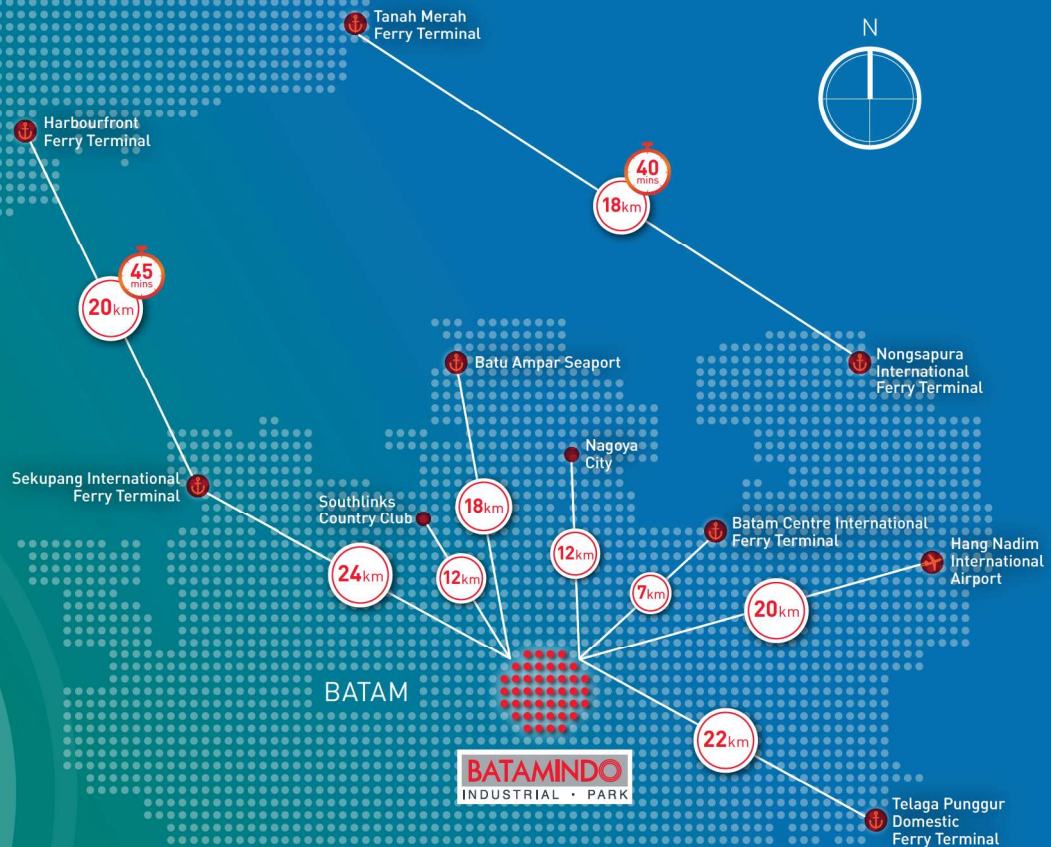 Tanah Merah
Ferry Terminal
N
Harbourfront
Ferry Terminal
40
mins
18km
45
mins
20km
Batu Ampar Seaport
Nongsapura
International
Ferry Terminal
Nagoya
City
Sekupang International
Ferry Terminal
Southlinks
Country Club
18km
Batam Centre International
Ferry Terminal
Hang Nadim
International
Airport
24km
12km
12km
7km
20km
BATAM
22km
BATAMINDO
INDUSTRIAL · PARK
Telaga Punggur
Domestic
Ferry Terminal